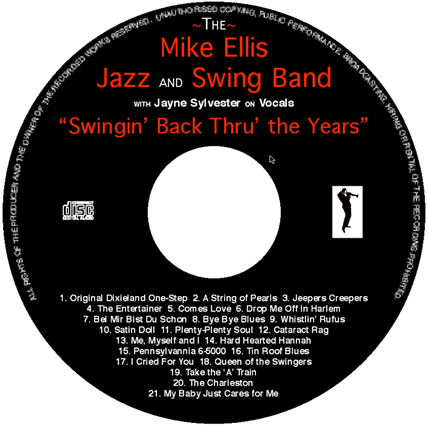 ~THE~
Mike Ellis
Jazz AND Swing Band
WITH Jayne Sylvester ON Vocals
“Swingin’ Back Thru’ the Years”
COMPACT
disc
DIGITAL AUDIO
1. Original Dixieland One-Step 2. A String of Pearls 3. Jeepers Creepers
4. The Entertainer 5. Comes Love 6. Drop Me Off In Harlem
7. Bei Mir Bist Du Schon 8. Bye Bye Blues 9. Whistlin’ Rufus
10. Satin Doll 11. Plenty-Plenty Soul 12. Cataract Rag
13. Me, Myself and I 14. Hard Hearted Hannah
15. Pennsylvannia 6-5000 16. Tin Roof Blues
17. I Cried For You 18. Queen of the Swingers
19. Take the ‘A’ Train
20. The Charleston
21. My Baby Just Cares for Me
ALL RIGHTS OF THE PRODUCER AND THE OWNER OF THE RECORDED WORKS RESERVED. UNAUTHORISED COPYING, PUBLIC PERFORMANCE, BROADCASTING, HIRING OR RENTAL OF THE RECORDING PROHIBITED.